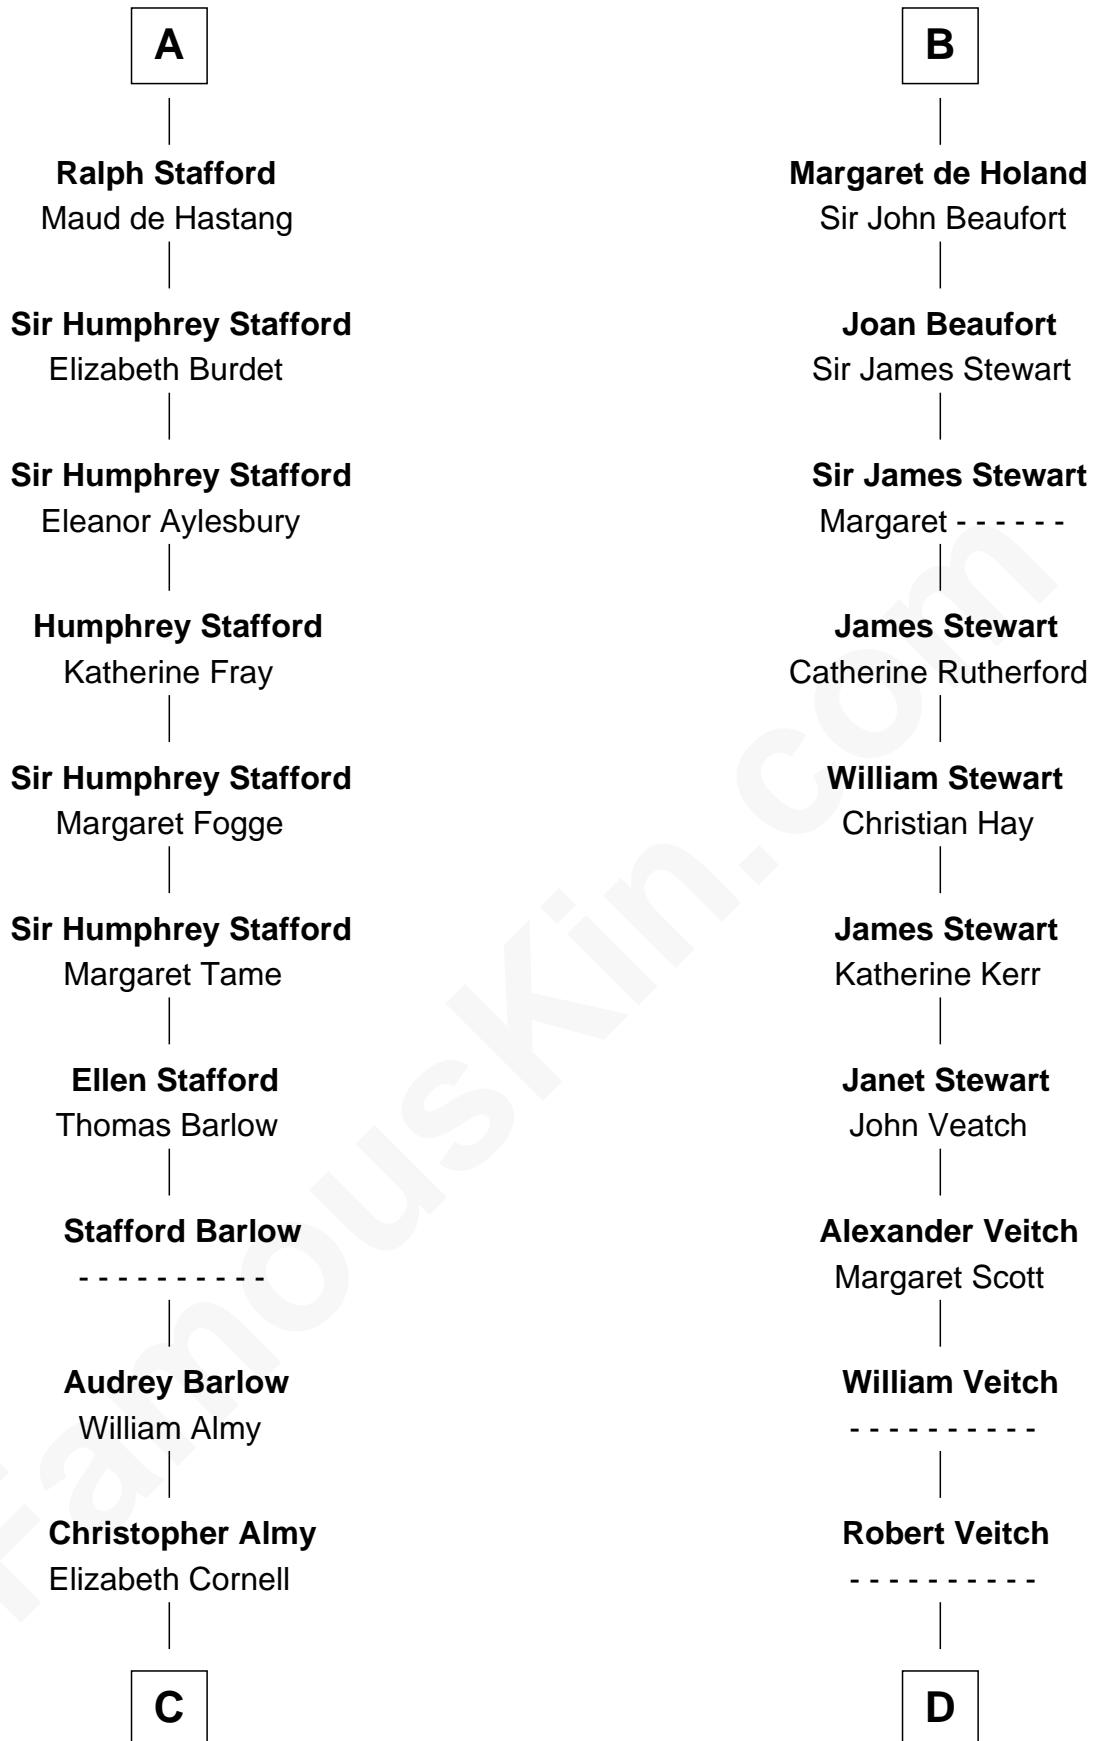 A
Ralph Stafford
Maud de Hastang
Sir Humphrey Stafford
Elizabeth Burdet
Sir Humphrey Stafford
Eleanor Aylesbury
Humphrey Stafford
Katherine Fray
Sir Humphrey Stafford
Margaret Fogge
Sir Humphrey Stafford
Margaret Tame
Ellen Stafford
Thomas Barlow
Stafford Barlow
- - - - - - - - - -
Audrey Barlow
William Almy
Christopher Almy
Elizabeth Cornell
C
B
Margaret de Holand
Sir John Beaufort
Joan Beaufort
Sir James Stewart
Sir James Stewart
Margaret - - - - - -
James Stewart
Catherine Rutherford
William Stewart
Christian Hay
James Stewart
Katherine Kerr
Janet Stewart
John Veatch
Alexander Veitch
Margaret Scott
William Veitch
- - - - - - - - - -
Robert Veitch
- - - - - - - - - -
D
FamousKin.com